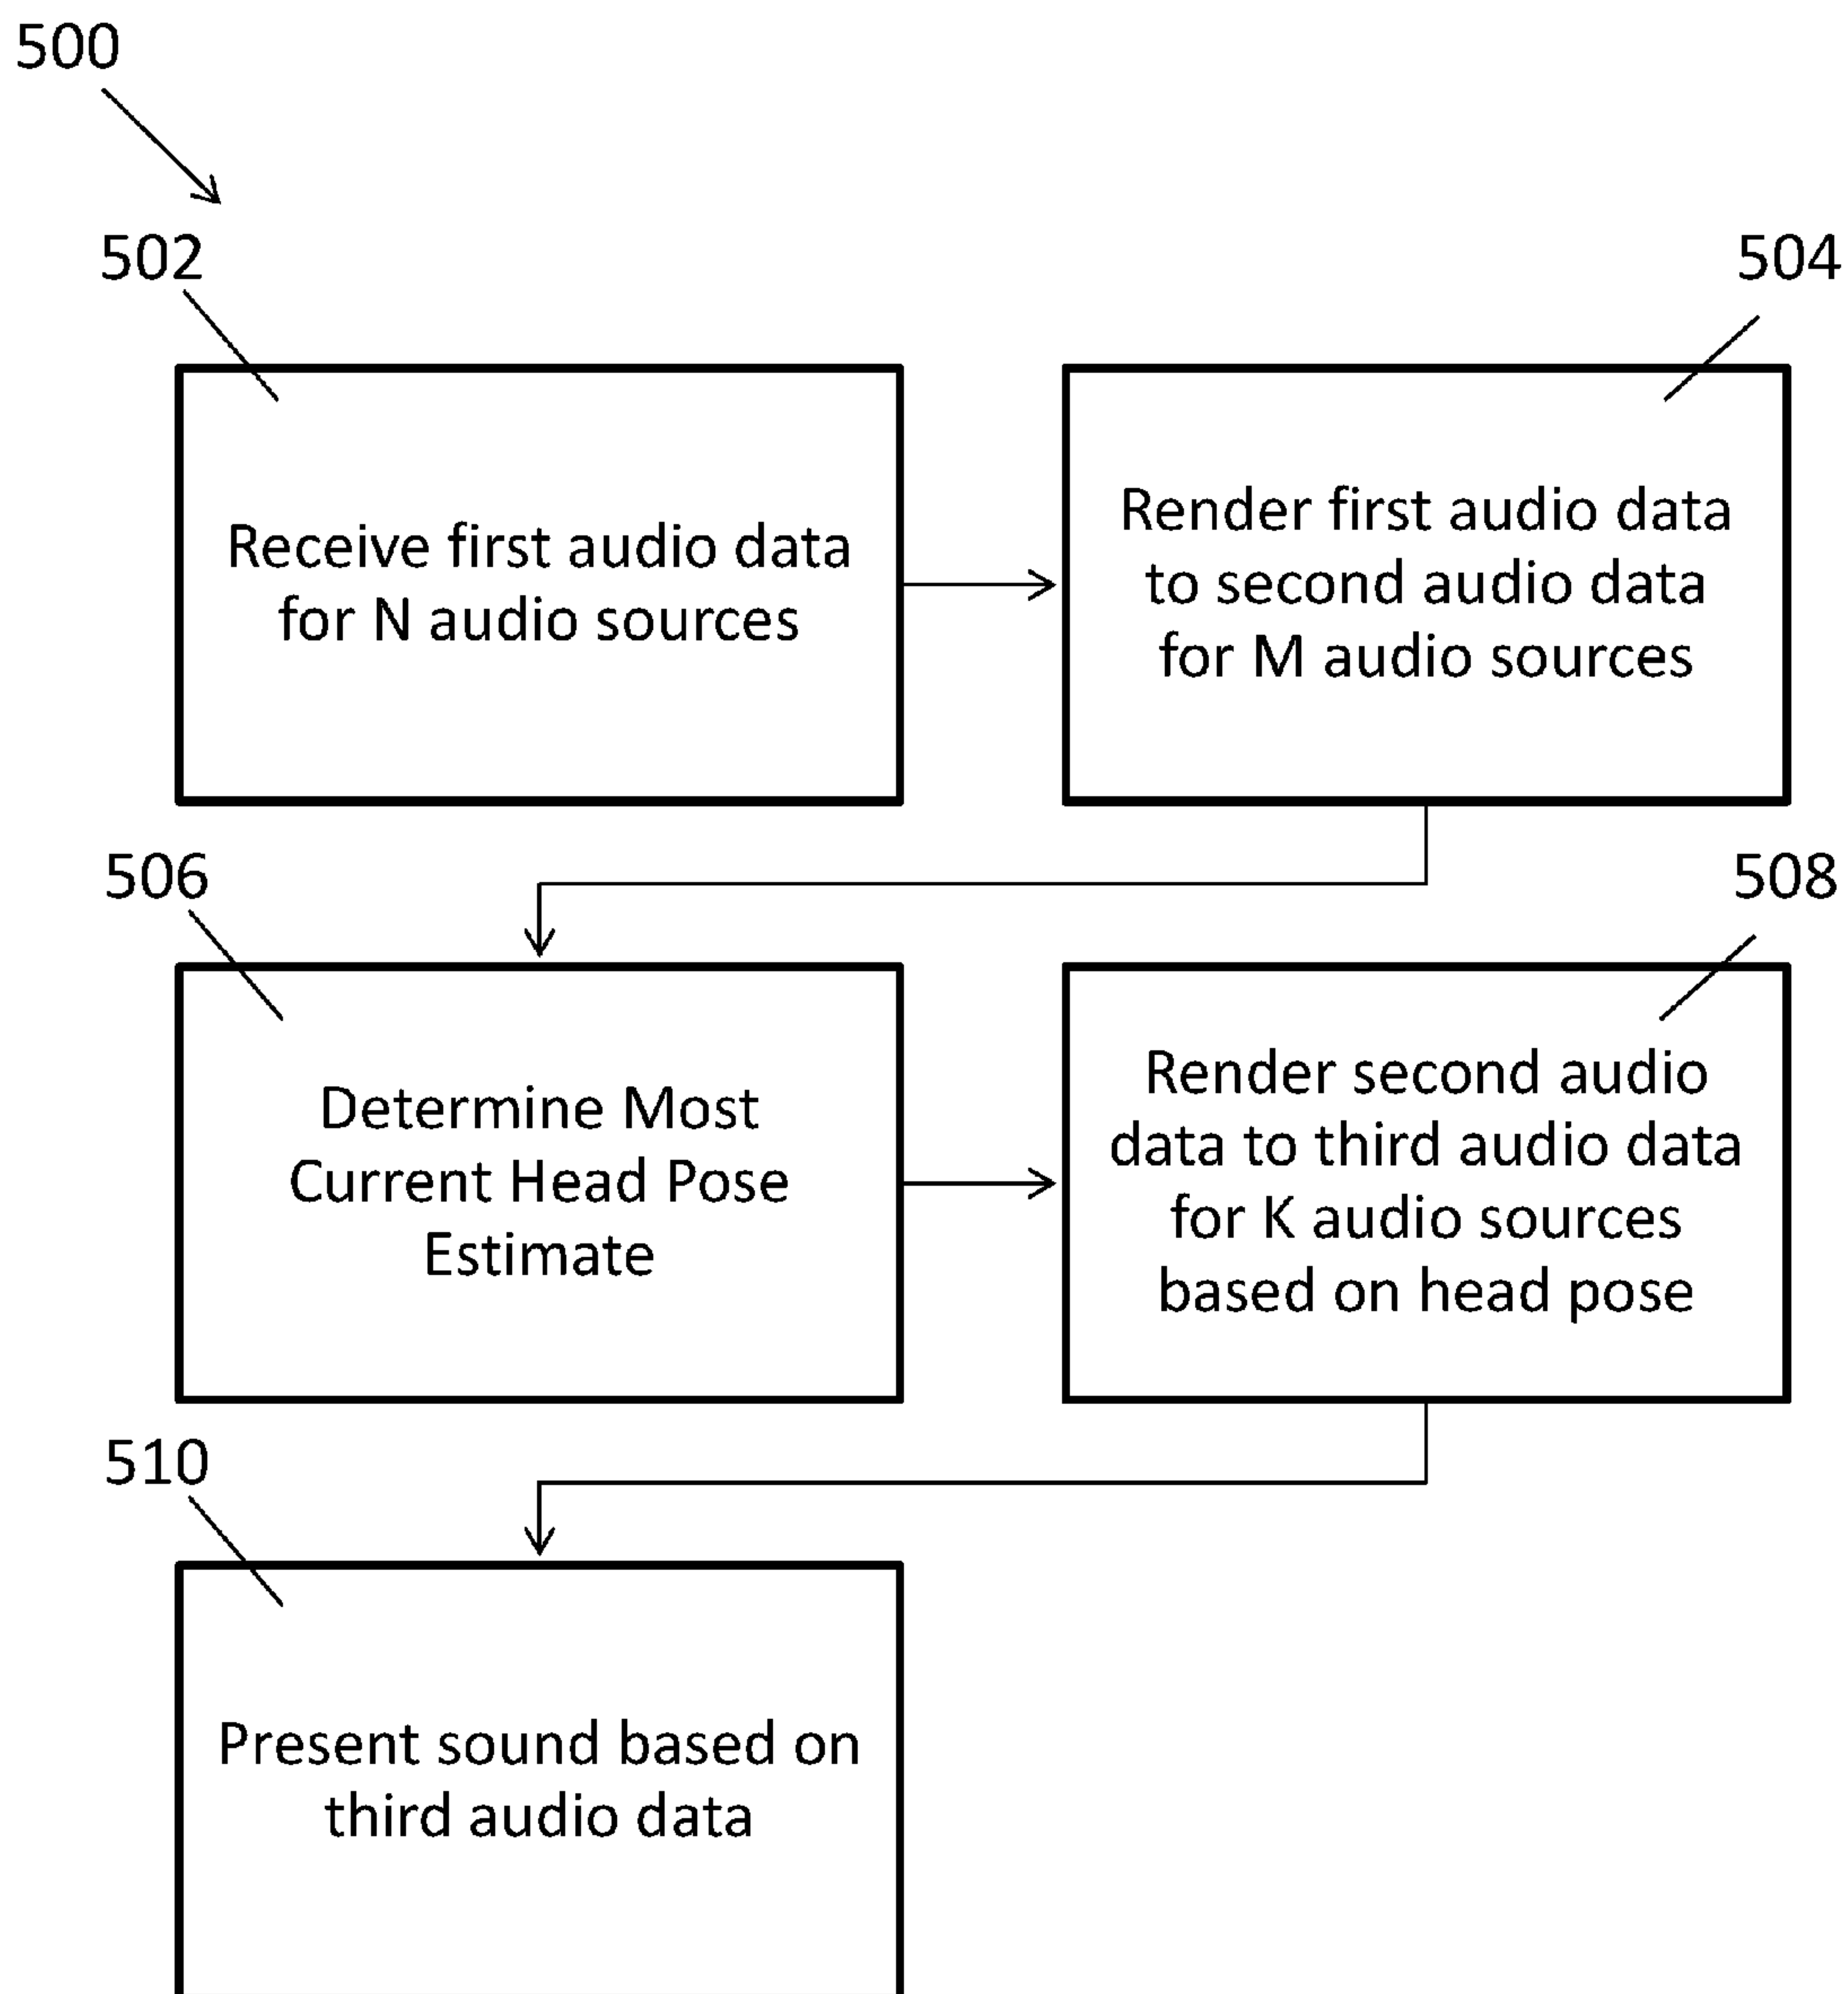 500
502
504
Receive first audio data
for N audio sources
Render first audio data
to second audio data
for M audio sources
506
508
Determine Most
Current Head Pose
Estimate
Render second audio
data to third audio data
for K audio sources
based on head pose
510
Present sound based on
third audio data